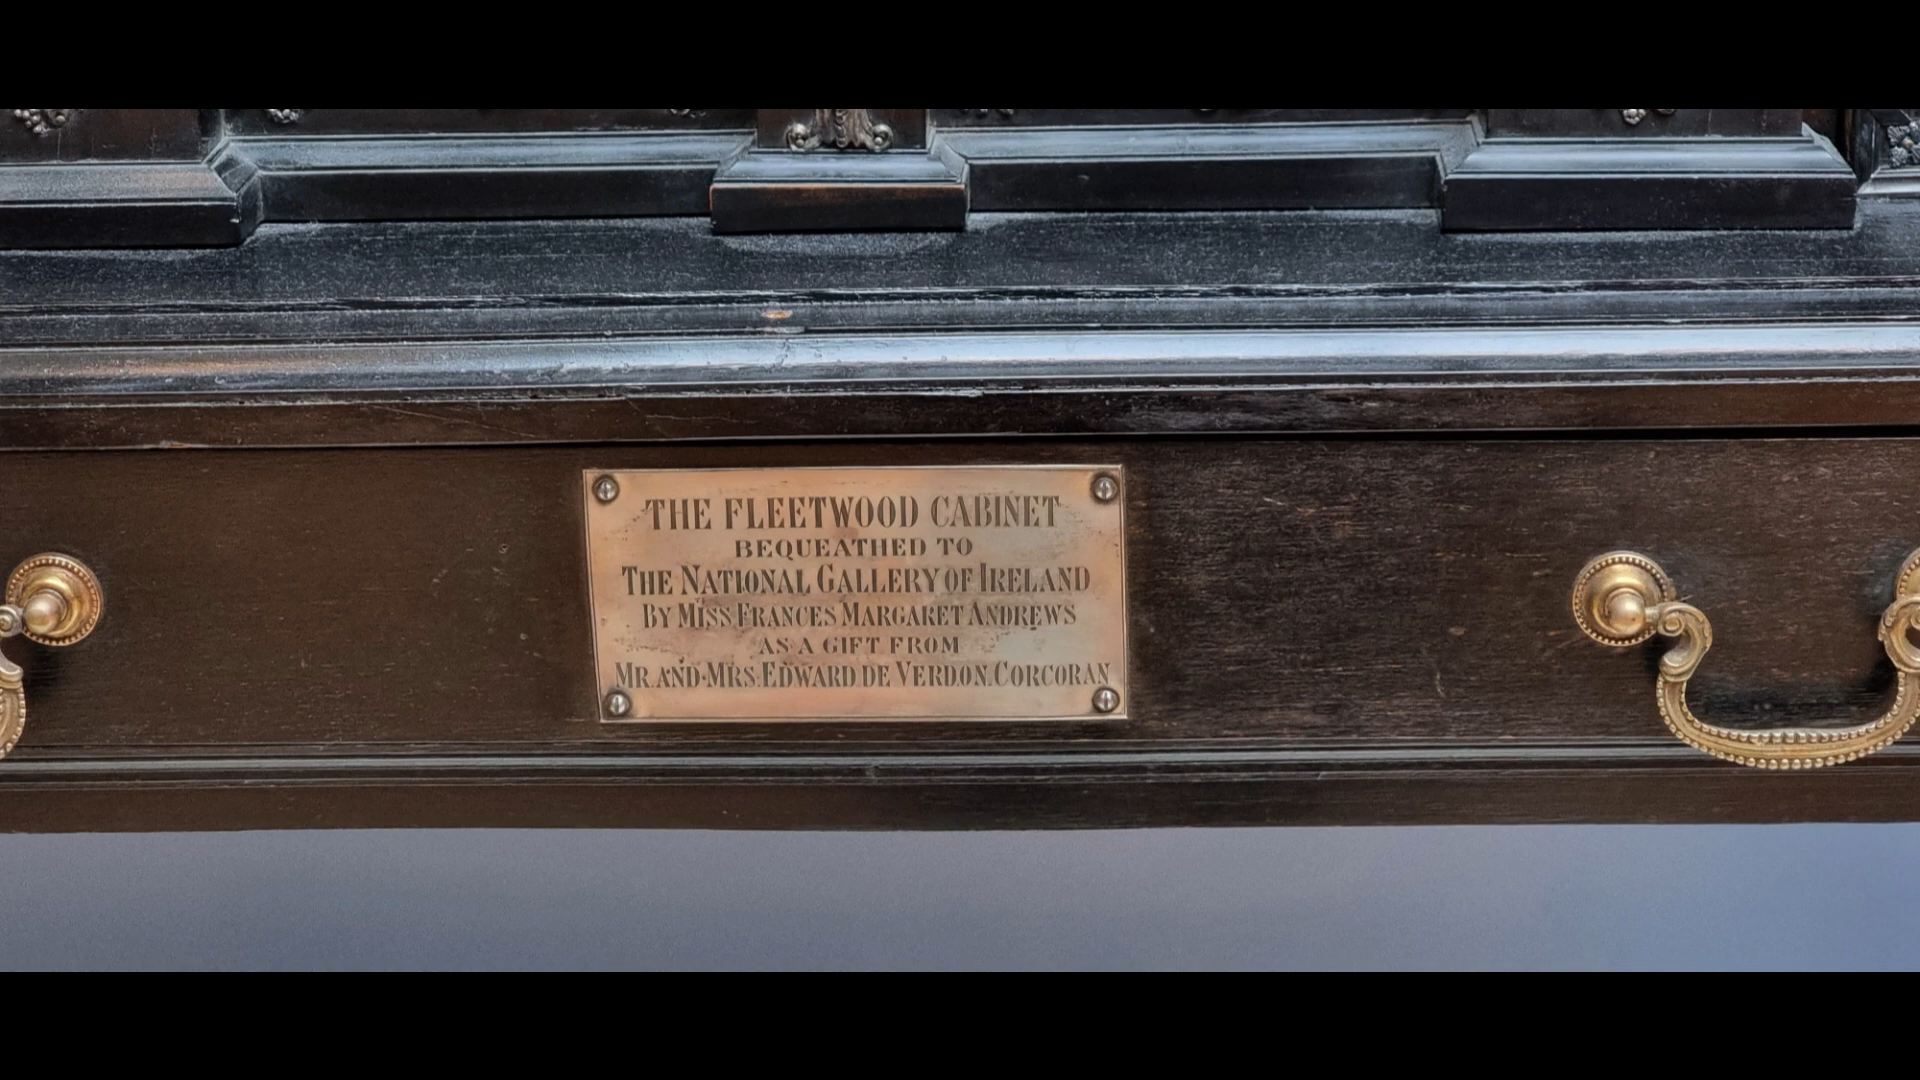 THE FLEETWOOD CABINET
BEQUEATHED TO
THE NATIONAL GALLERY OF IRELAND
BY MISS FRANCES MARGARET ANDREWS
AS A GIFT FROM
MR. AND MRS. EDWARD DE VERDON CORCORAN